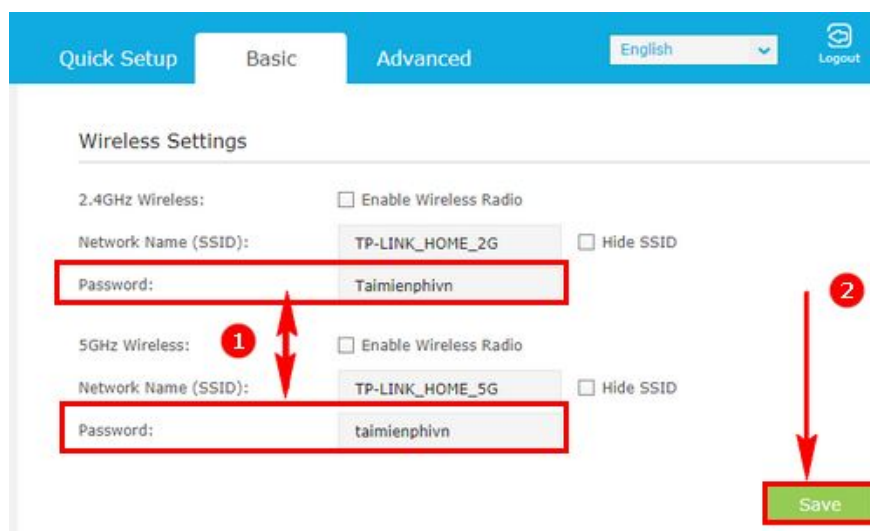 Quick Setup Basic Advanced English Logout
Wireless Settings
2.4GHz Wireless: Enable Wireless Radio
Network Name (SSID): TP-LINK_HOME_2G Hide SSID
Password: Taimienphivn
2
1
5GHz Wireless: Enable Wireless Radio
Network Name (SSID): TP-LINK_HOME_5G Hide SSID
Password: taimienphivn
Save